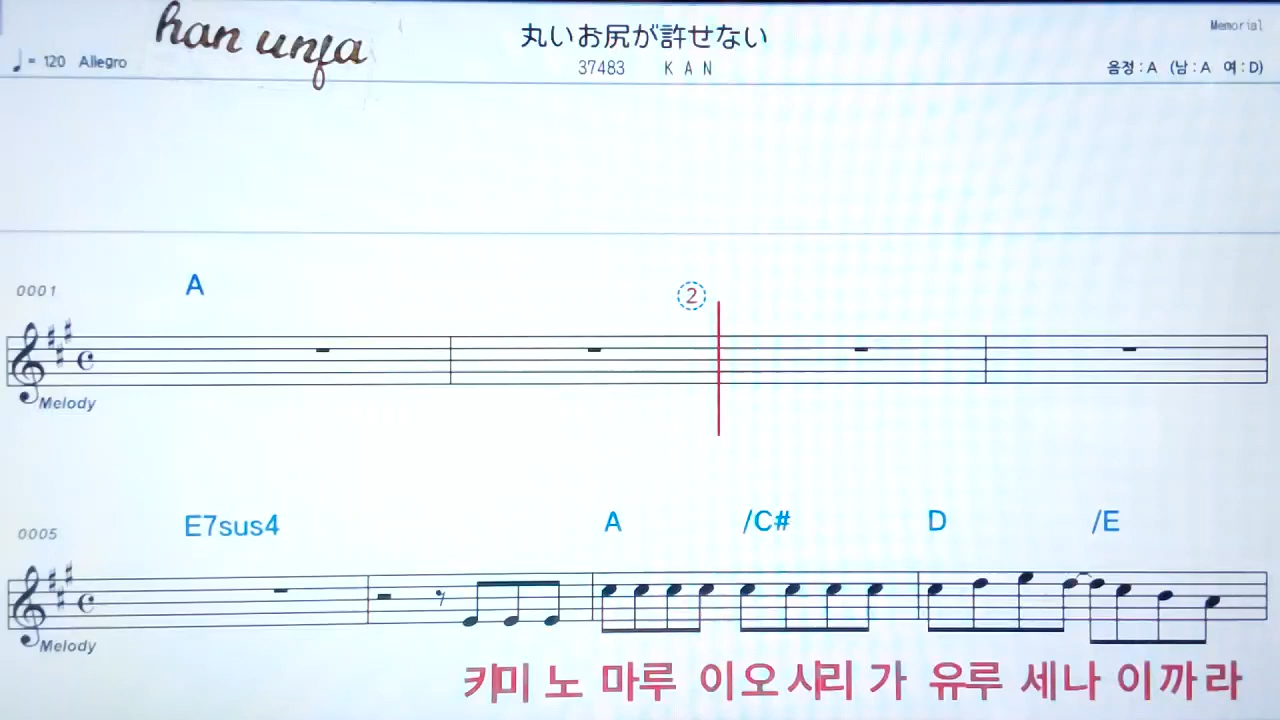 han unfa
丸いお尻が許せない
Memorial
♩= 120 Allegro
37483 K A N
음정 : A (남 : A 여 : D)
0001 A ②
Melody
0005 E7sus4 A /C# D /E
Melody
키미 노 마루 이오 시리 가 유루 세나 이까라